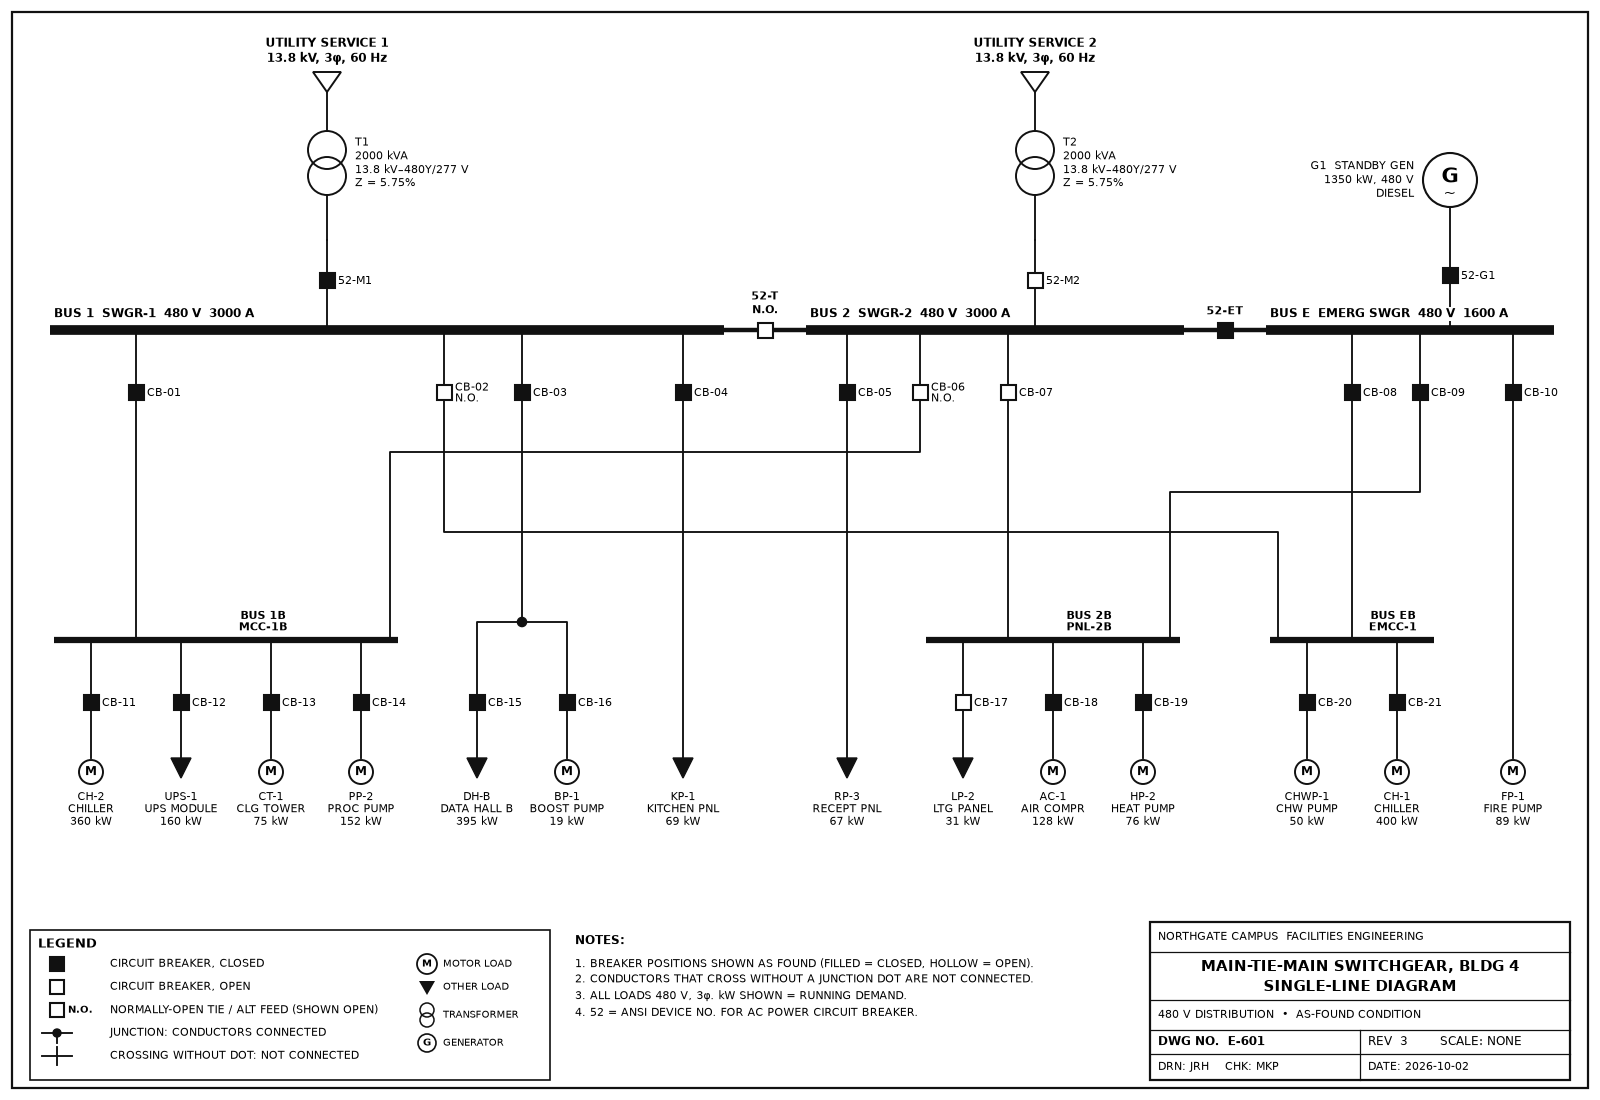 UTILITY SERVICE 1
13.8 kV, 3φ, 60 Hz
UTILITY SERVICE 2
13.8 kV, 3φ, 60 Hz
T1
2000 kVA
13.8 kV–480Y/277 V
Z = 5.75%
T2
2000 kVA
13.8 kV–480Y/277 V
Z = 5.75%
G1 STANDBY GEN
1350 kW, 480 V
DIESEL
G
~
52-M1
52-M2
52-G1
52-T
N.O.
52-ET
BUS 1 SWGR-1 480 V 3000 A
BUS 2 SWGR-2 480 V 3000 A
BUS E EMERG SWGR 480 V 1600 A
CB-01
CB-02
N.O.
CB-03
CB-04
CB-05
CB-06
N.O.
CB-07
CB-08
CB-09
CB-10
BUS 1B
MCC-1B
BUS 2B
PNL-2B
BUS EB
EMCC-1
CB-11
CB-12
CB-13
CB-14
CB-15
CB-16
CB-17
CB-18
CB-19
CB-20
CB-21
M
CH-2
CHILLER
360 kW
UPS-1
UPS MODULE
160 kW
M
CT-1
CLG TOWER
75 kW
M
PP-2
PROC PUMP
152 kW
DH-B
DATA HALL B
395 kW
M
BP-1
BOOST PUMP
19 kW
KP-1
KITCHEN PNL
69 kW
RP-3
RECEPT PNL
67 kW
LP-2
LTG PANEL
31 kW
M
AC-1
AIR COMPR
128 kW
M
HP-2
HEAT PUMP
76 kW
M
CHWP-1
CHW PUMP
50 kW
M
CH-1
CHILLER
400 kW
M
FP-1
FIRE PUMP
89 kW
LEGEND
CIRCUIT BREAKER, CLOSED
CIRCUIT BREAKER, OPEN
N.O. NORMALLY-OPEN TIE / ALT FEED (SHOWN OPEN)
JUNCTION: CONDUCTORS CONNECTED
CROSSING WITHOUT DOT: NOT CONNECTED
M MOTOR LOAD
OTHER LOAD
TRANSFORMER
G GENERATOR
NOTES:
1. BREAKER POSITIONS SHOWN AS FOUND (FILLED = CLOSED, HOLLOW = OPEN).
2. CONDUCTORS THAT CROSS WITHOUT A JUNCTION DOT ARE NOT CONNECTED.
3. ALL LOADS 480 V, 3φ. kW SHOWN = RUNNING DEMAND.
4. 52 = ANSI DEVICE NO. FOR AC POWER CIRCUIT BREAKER.
NORTHGATE CAMPUS FACILITIES ENGINEERING
MAIN-TIE-MAIN SWITCHGEAR, BLDG 4
SINGLE-LINE DIAGRAM
480 V DISTRIBUTION • AS-FOUND CONDITION
DWG NO. E-601
REV 3 SCALE: NONE
DRN: JRH CHK: MKP
DATE: 2026-10-02